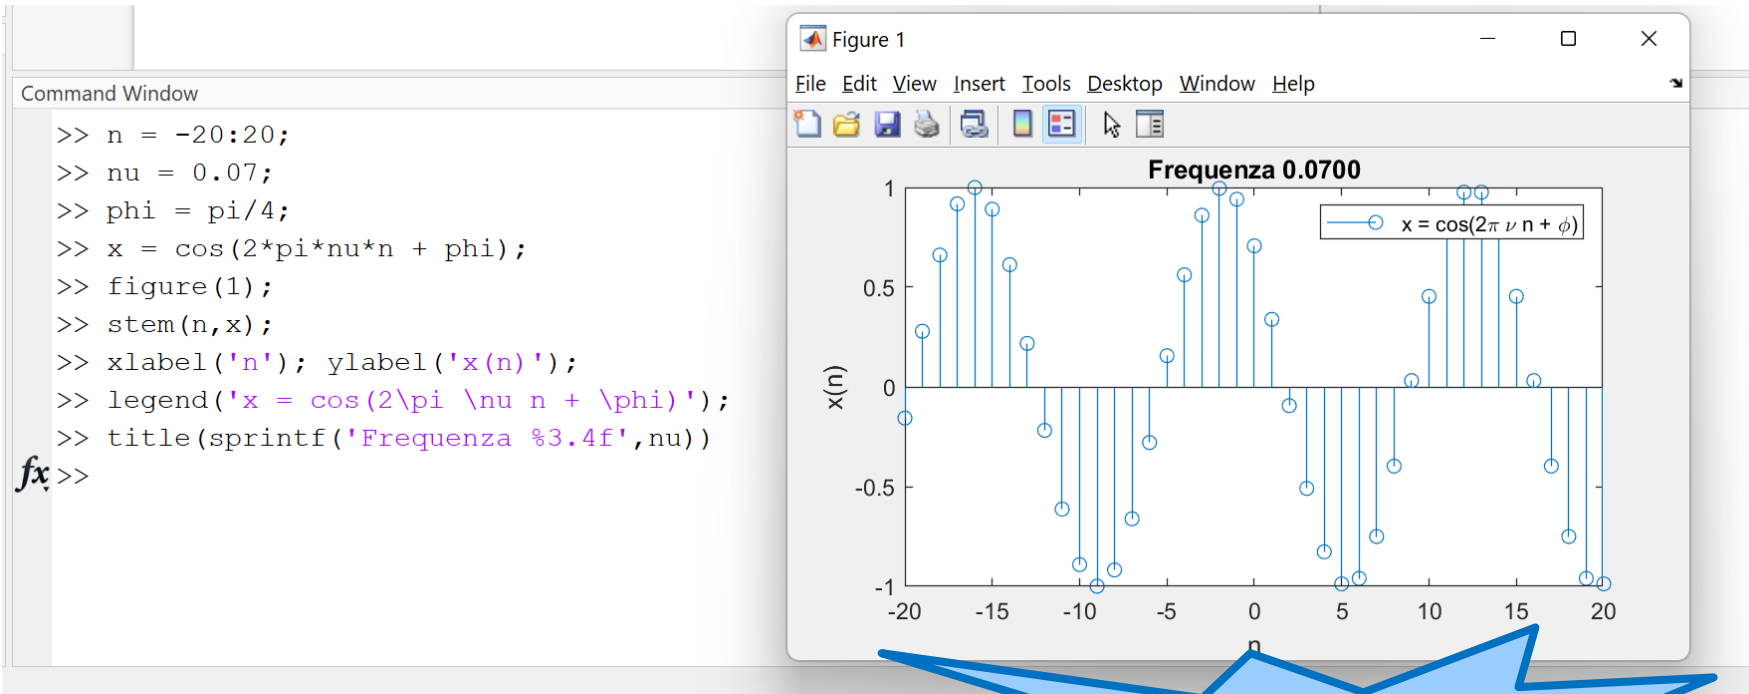 Command Window
>> n = -20:20;
>> nu = 0.07;
>> phi = pi/4;
>> x = cos(2*pi*nu*n + phi);
>> figure(1);
>> stem(n,x);
>> xlabel('n'); ylabel('x(n)');
>> legend('x = cos(2\pi \nu n + \phi)');
>> title(sprintf('Frequenza %3.4f',nu))
fx >>
Figure 1
File Edit View Insert Tools Desktop Window Help
Frequenza 0.0700
x = cos(2π ν n + ϕ)
1
0.5
0
-0.5
-1
x(n)
-20 -15 -10 -5 0 5 10 15 20
n